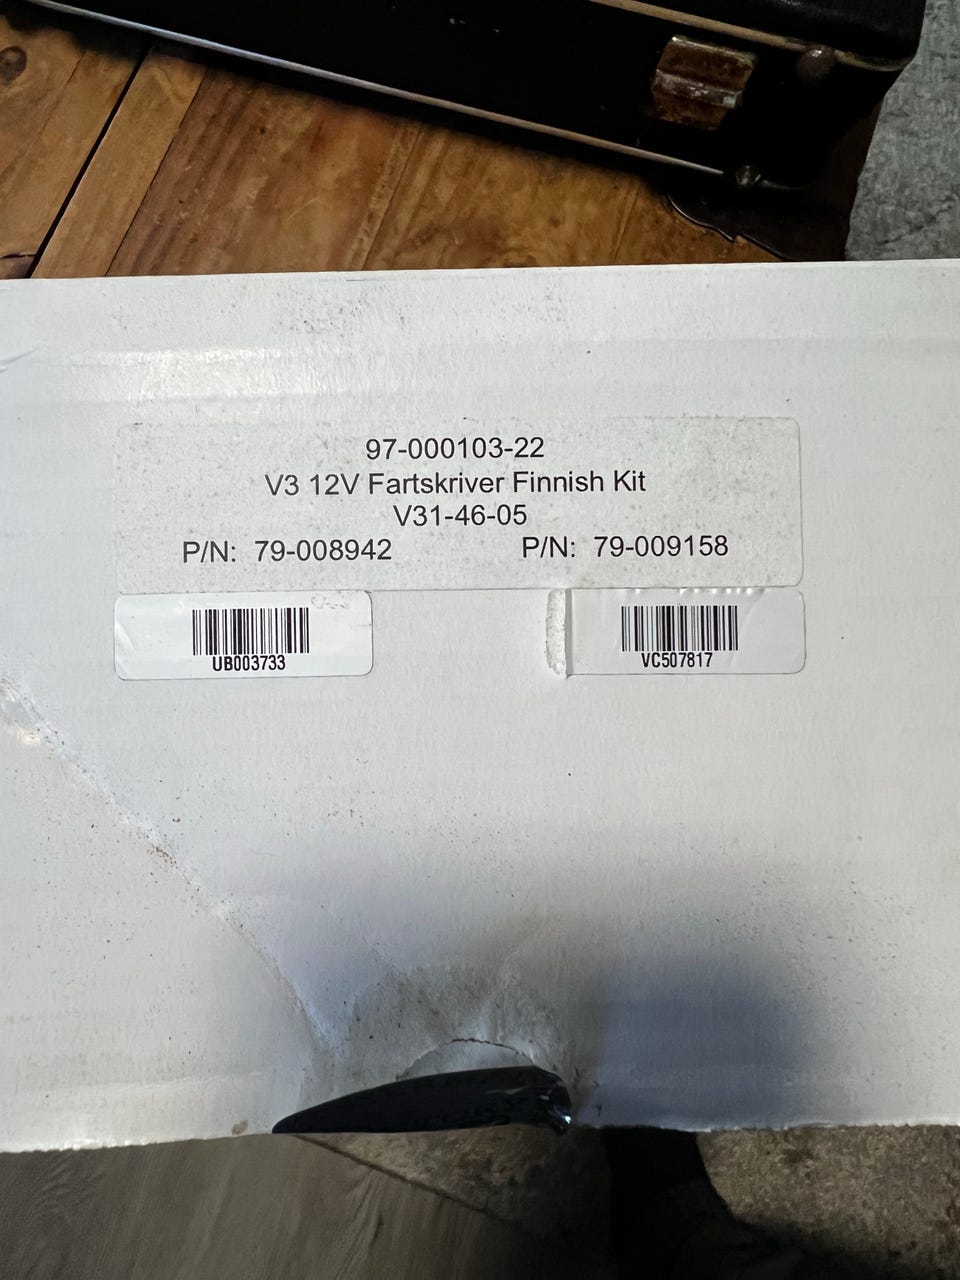 97-000103-22
V3 12V Fartskriver Finnish Kit
V31-46-05
P/N: 79-008942 P/N: 79-009158
UB003733 VC507817